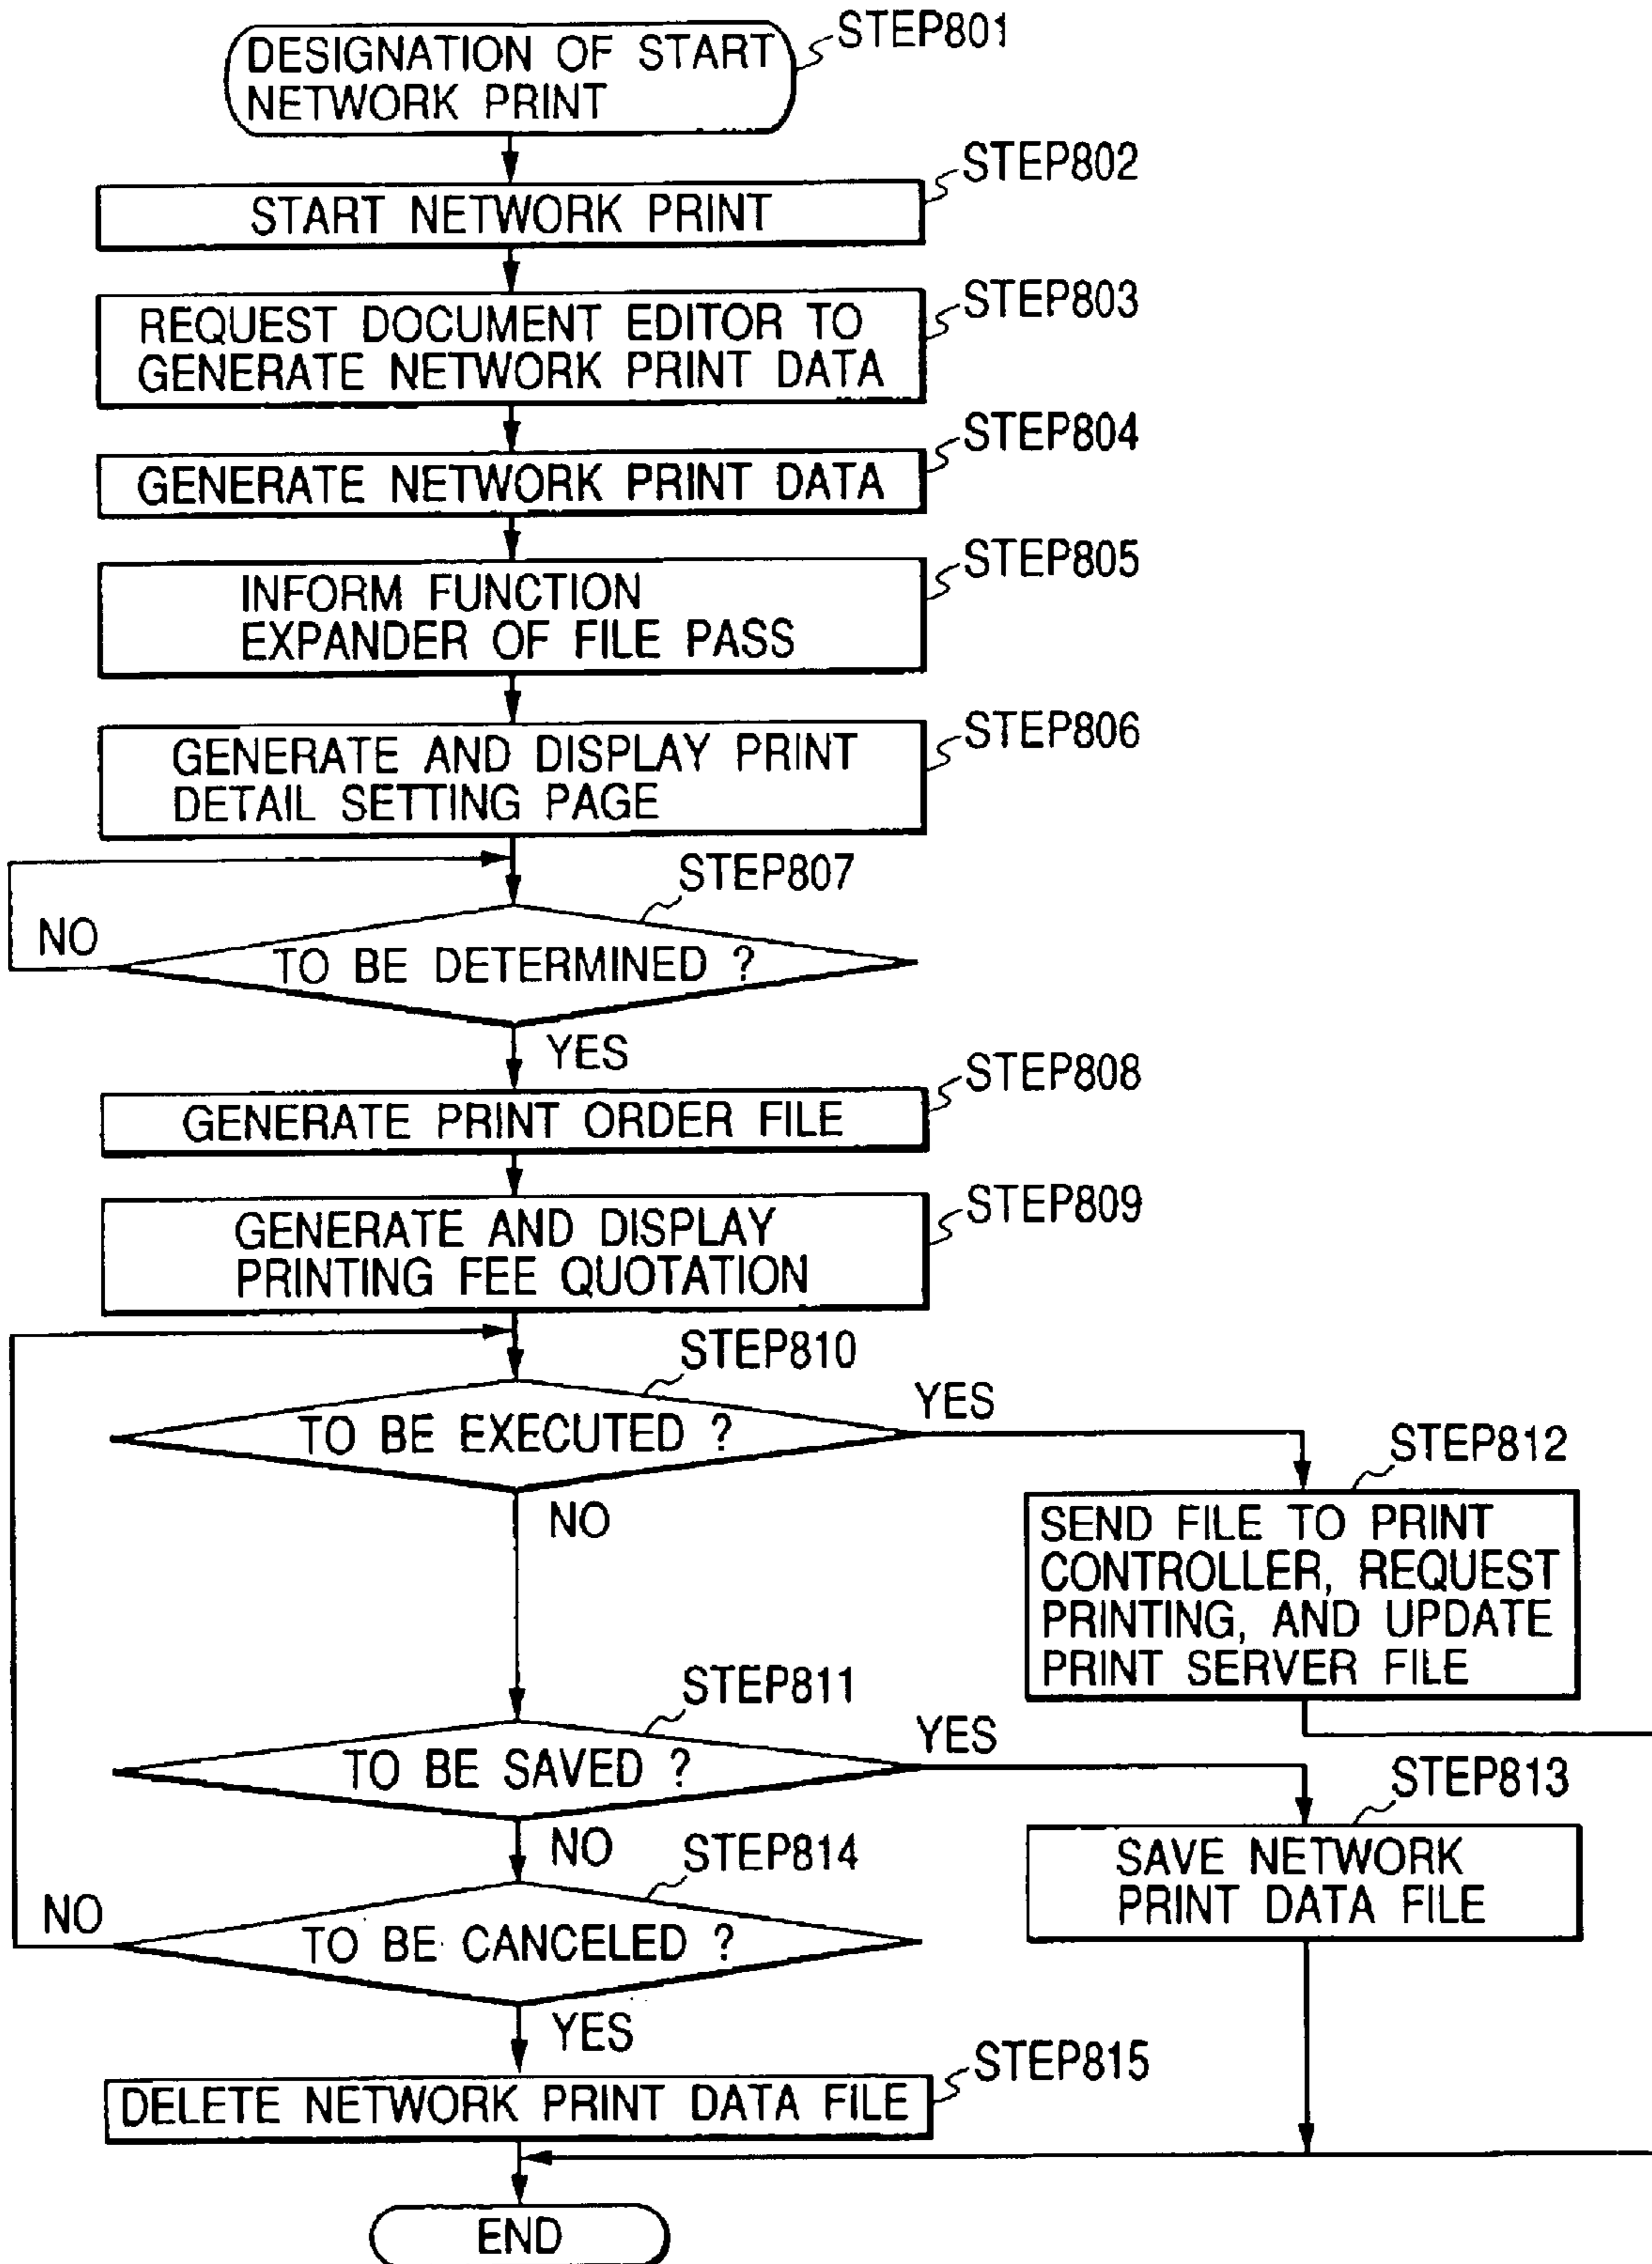 DESIGNATION OF START
NETWORK PRINT
STEP801
START NETWORK PRINT
STEP802
REQUEST DOCUMENT EDITOR TO
GENERATE NETWORK PRINT DATA
STEP803
GENERATE NETWORK PRINT DATA
STEP804
INFORM FUNCTION
EXPANDER OF FILE PASS
STEP805
GENERATE AND DISPLAY PRINT
DETAIL SETTING PAGE
STEP806
STEP807
NO
TO BE DETERMINED ?
YES
GENERATE PRINT ORDER FILE
STEP808
GENERATE AND DISPLAY
PRINTING FEE QUOTATION
STEP809
STEP810
TO BE EXECUTED ?
YES
NO
STEP812
SEND FILE TO PRINT
CONTROLLER, REQUEST
PRINTING, AND UPDATE
PRINT SERVER FILE
STEP811
TO BE SAVED ?
YES
NO
STEP813
SAVE NETWORK
PRINT DATA FILE
STEP814
NO
TO BE CANCELED ?
YES
DELETE NETWORK PRINT DATA FILE
STEP815
END